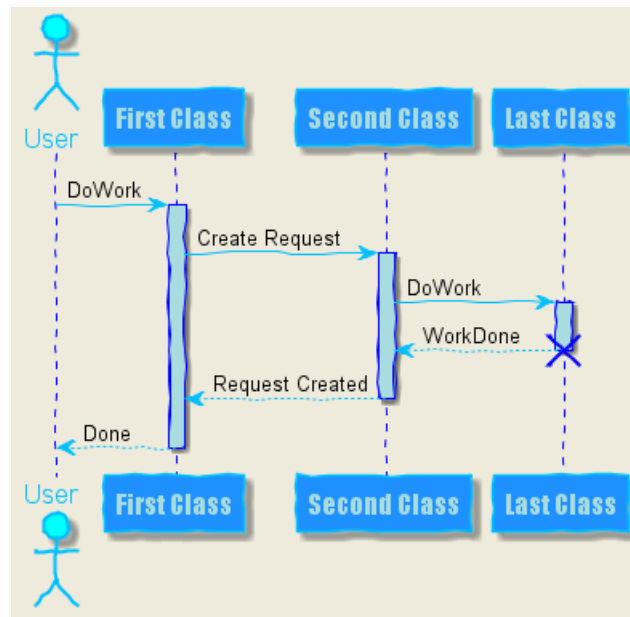 User
First Class
Second Class
Last Class
DoWork
Create Request
DoWork
WorkDone
Request Created
Done
User
First Class
Second Class
Last Class